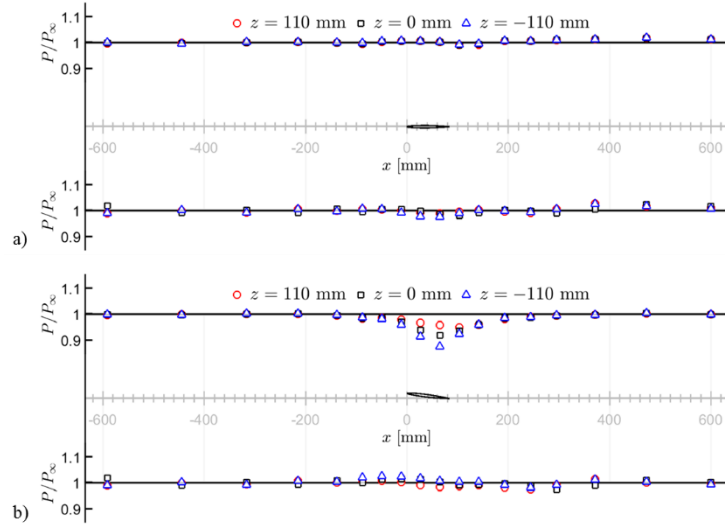 1.1
P/P∞
1
0.9
z = 110 mm z = 0 mm z = −110 mm
-600 -400 -200 0 200 400 600
x [mm]
1.1
P/P∞
1
0.9
a)
1.1
P/P∞
1
0.9
z = 110 mm z = 0 mm z = −110 mm
-600 -400 -200 0 200 400 600
x [mm]
1.1
P/P∞
1
0.9
b)